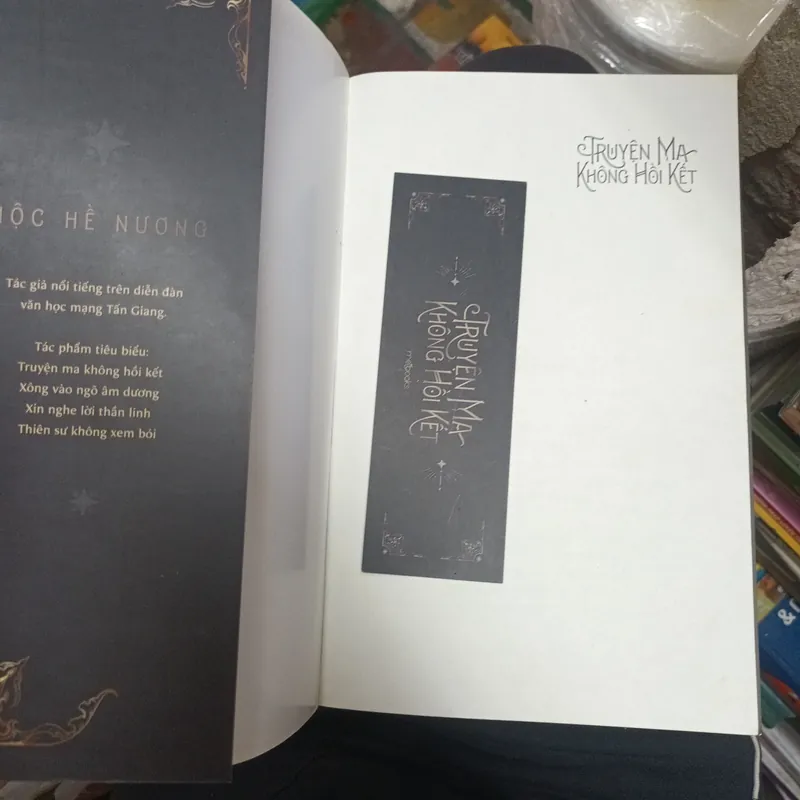 ỘC HỀ NƯƠNG
Tác giả nổi tiếng trên diễn đàn
văn học mạng Tấn Giang.
Tác phẩm tiêu biểu:
Truyện ma không hồi kết
Xông vào ngõ âm dương
Xin nghe lời thần linh
Thiên sư không xem bói
TRUYỆN MA
KHÔNG HỒI KẾT
TRUYỆN MA
KHÔNG HỒI KẾT